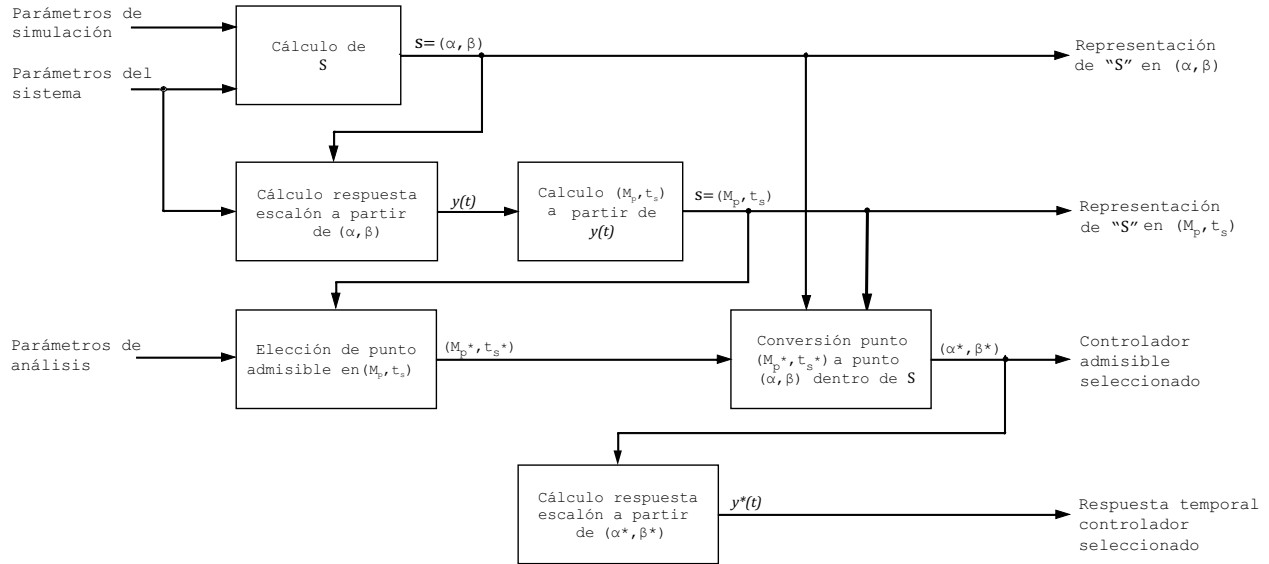 Parámetros de
simulación
Cálculo de
S
s=(α,β)
Representación
de “S” en (α,β)
Parámetros del
sistema
Cálculo respuesta
escalón a partir
de (α,β)
y(t)
Calculo (Mp,ts)
a partir de
y(t)
s=(Mp,ts)
Representación
de “S” en (Mp,ts)
Parámetros de
análisis
Elección de punto
admisible en(Mp,ts)
(Mp*,ts*)
Conversión punto
(Mp*,ts*) a punto
(α,β) dentro de S
(α*,β*)
Controlador
admisible
seleccionado
Cálculo respuesta
escalón a partir
de (α*,β*)
y*(t)
Respuesta temporal
controlador
seleccionado